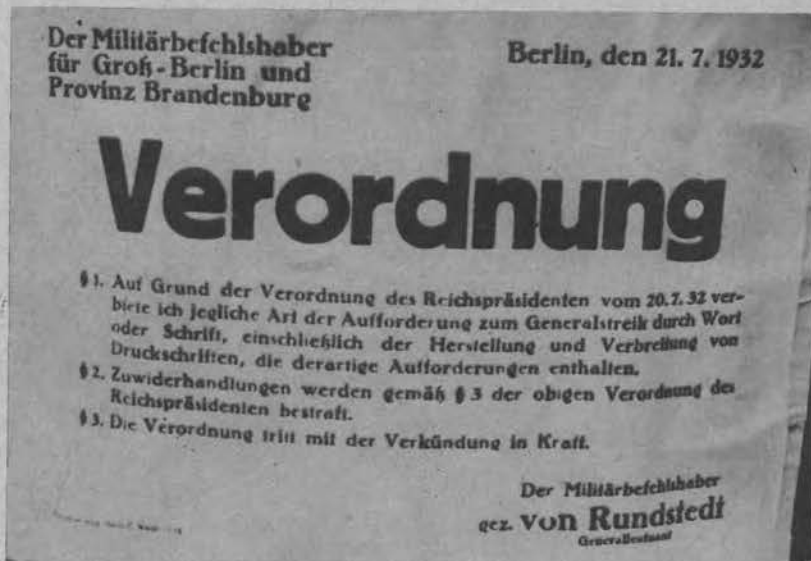 Der Militärbefehlshaber
für Groß-Berlin und
Provinz Brandenburg
Berlin, den 21. 7. 1932
Verordnung
§ 1. Auf Grund der Verordnung des Reichspräsidenten vom 20. 7. 32 ver-
biete ich jegliche Art der Aufforderung zum Generalstreik durch Wort
oder Schrift, einschließlich der Herstellung und Verbreitung von
Druckschriften, die derartige Aufforderungen enthalten.
§ 2. Zuwiderhandlungen werden gemäß § 3 der obigen Verordnung des
Reichspräsidenten bestraft.
§ 3. Die Verordnung tritt mit der Verkündung in Kraft.
Der Militärbefehlshaber
gez. von Rundstedt
Generalleutnant